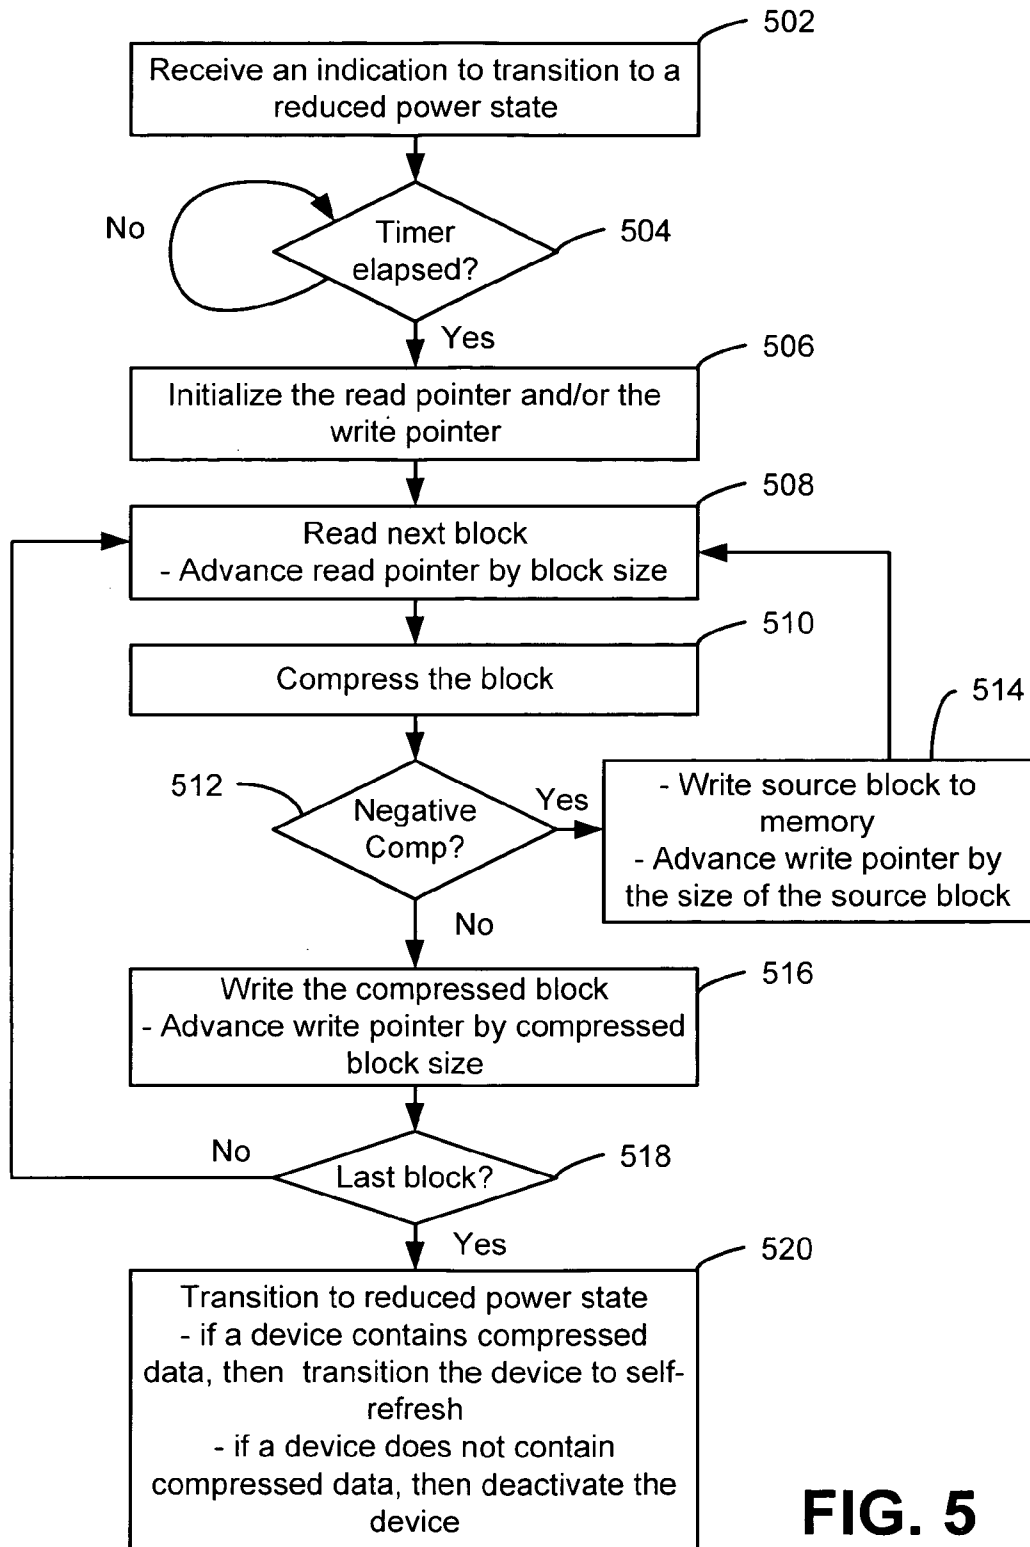 502
Receive an indication to transition to a
reduced power state
No
Timer
elapsed?
504
Yes
506
Initialize the read pointer and/or the
write pointer
508
Read next block
- Advance read pointer by block size
510
Compress the block
514
512
Negative
Comp?
Yes
- Write source block to
memory
- Advance write pointer by
the size of the source block
No
516
Write the compressed block
- Advance write pointer by compressed
block size
No
Last block?
518
Yes
520
Transition to reduced power state
- if a device contains compressed
data, then transition the device to self-
refresh
- if a device does not contain
compressed data, then deactivate the
device
FIG. 5